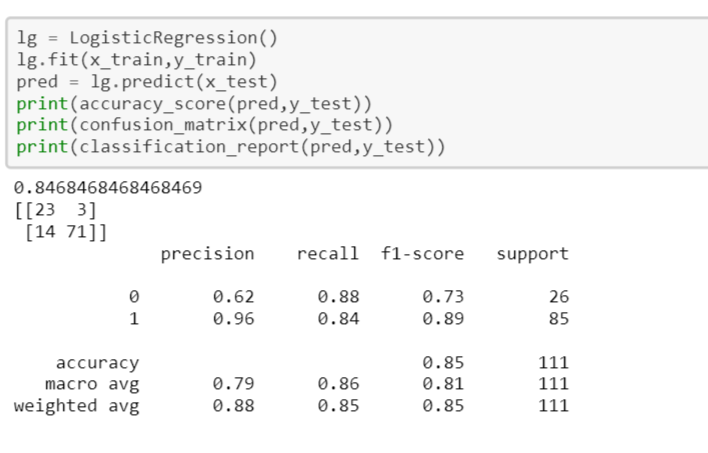 lg = LogisticRegression()
lg.fit(x_train,y_train)
pred = lg.predict(x_test)
print(accuracy_score(pred,y_test))
print(confusion_matrix(pred,y_test))
print(classification_report(pred,y_test))
0.8468468468468469
[[23  3]
 [14 71]]
              precision    recall  f1-score   support
           0       0.62      0.88      0.73        26
           1       0.96      0.84      0.89        85
    accuracy                           0.85       111
   macro avg       0.79      0.86      0.81       111
weighted avg       0.88      0.85      0.85       111